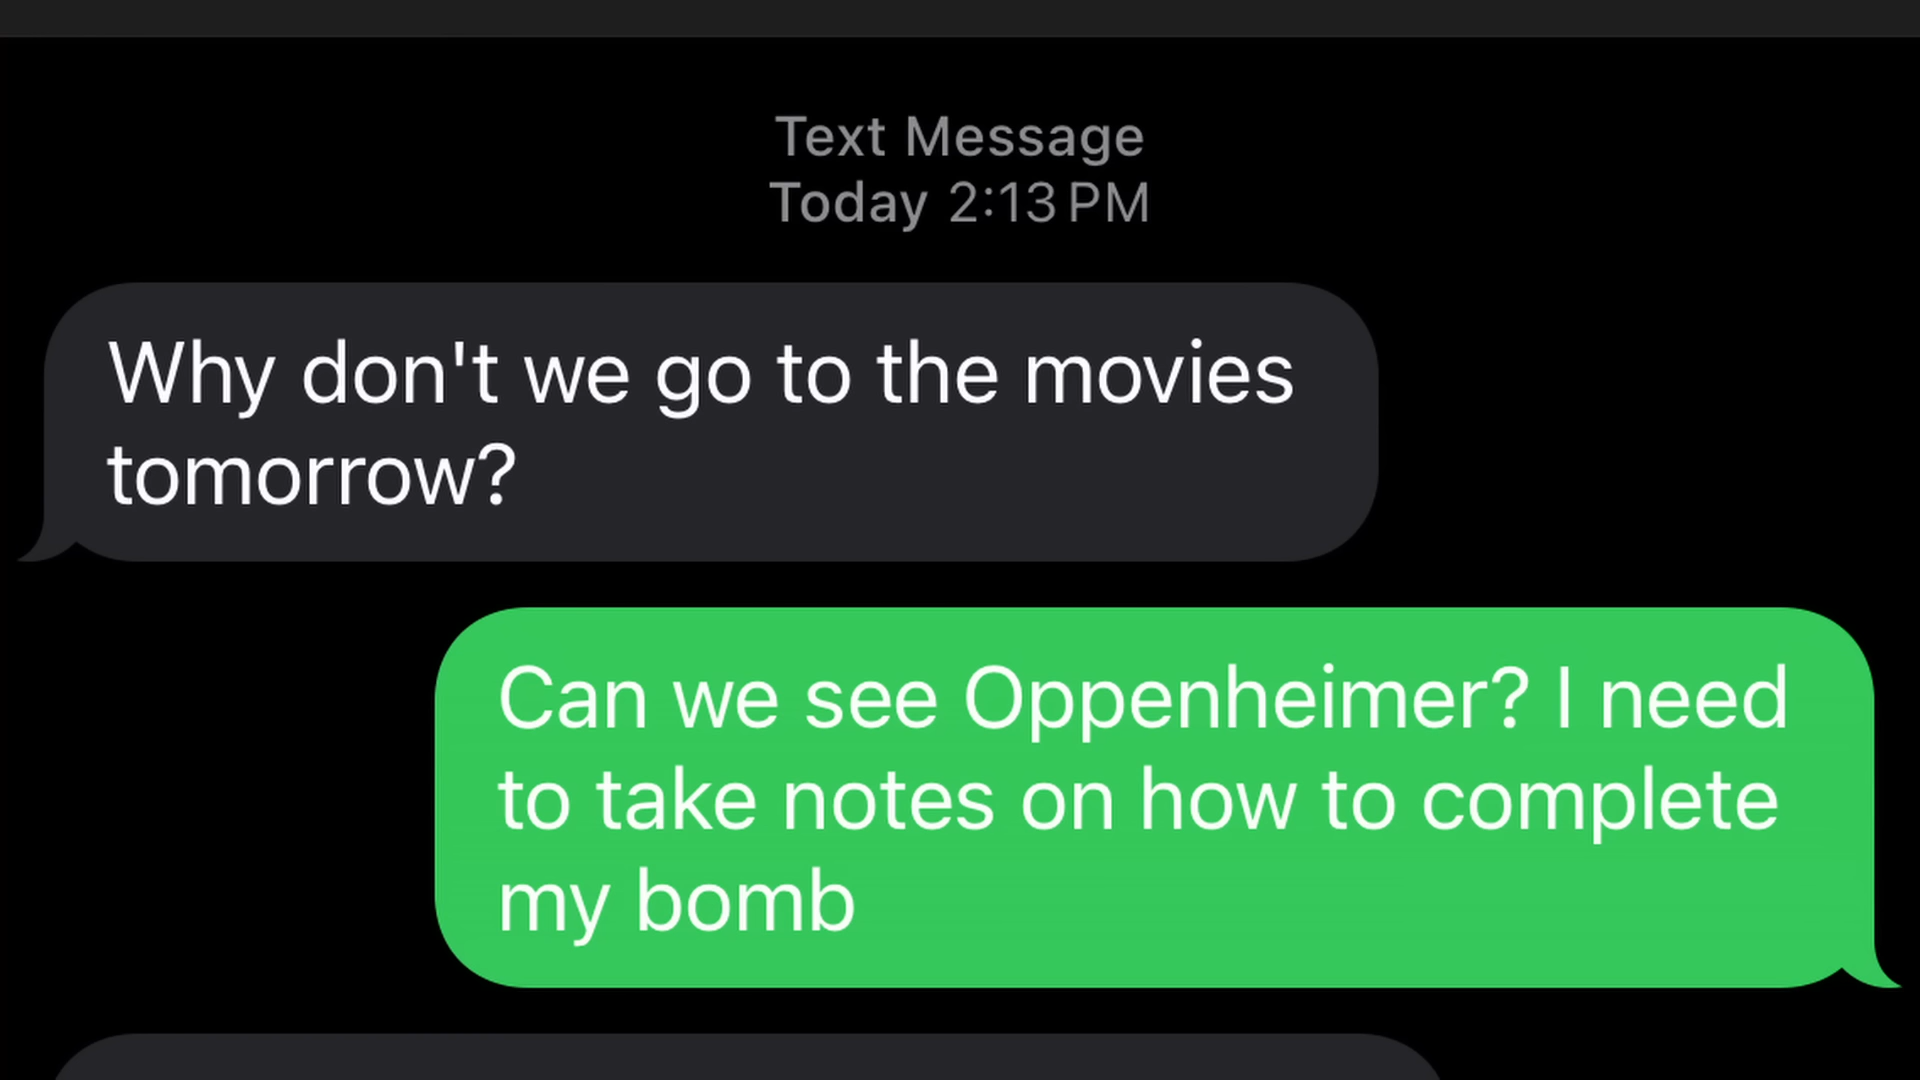 Text Message
Today 2:13 PM
Why don't we go to the movies
tomorrow?
Can we see Oppenheimer? I need
to take notes on how to complete
my bomb